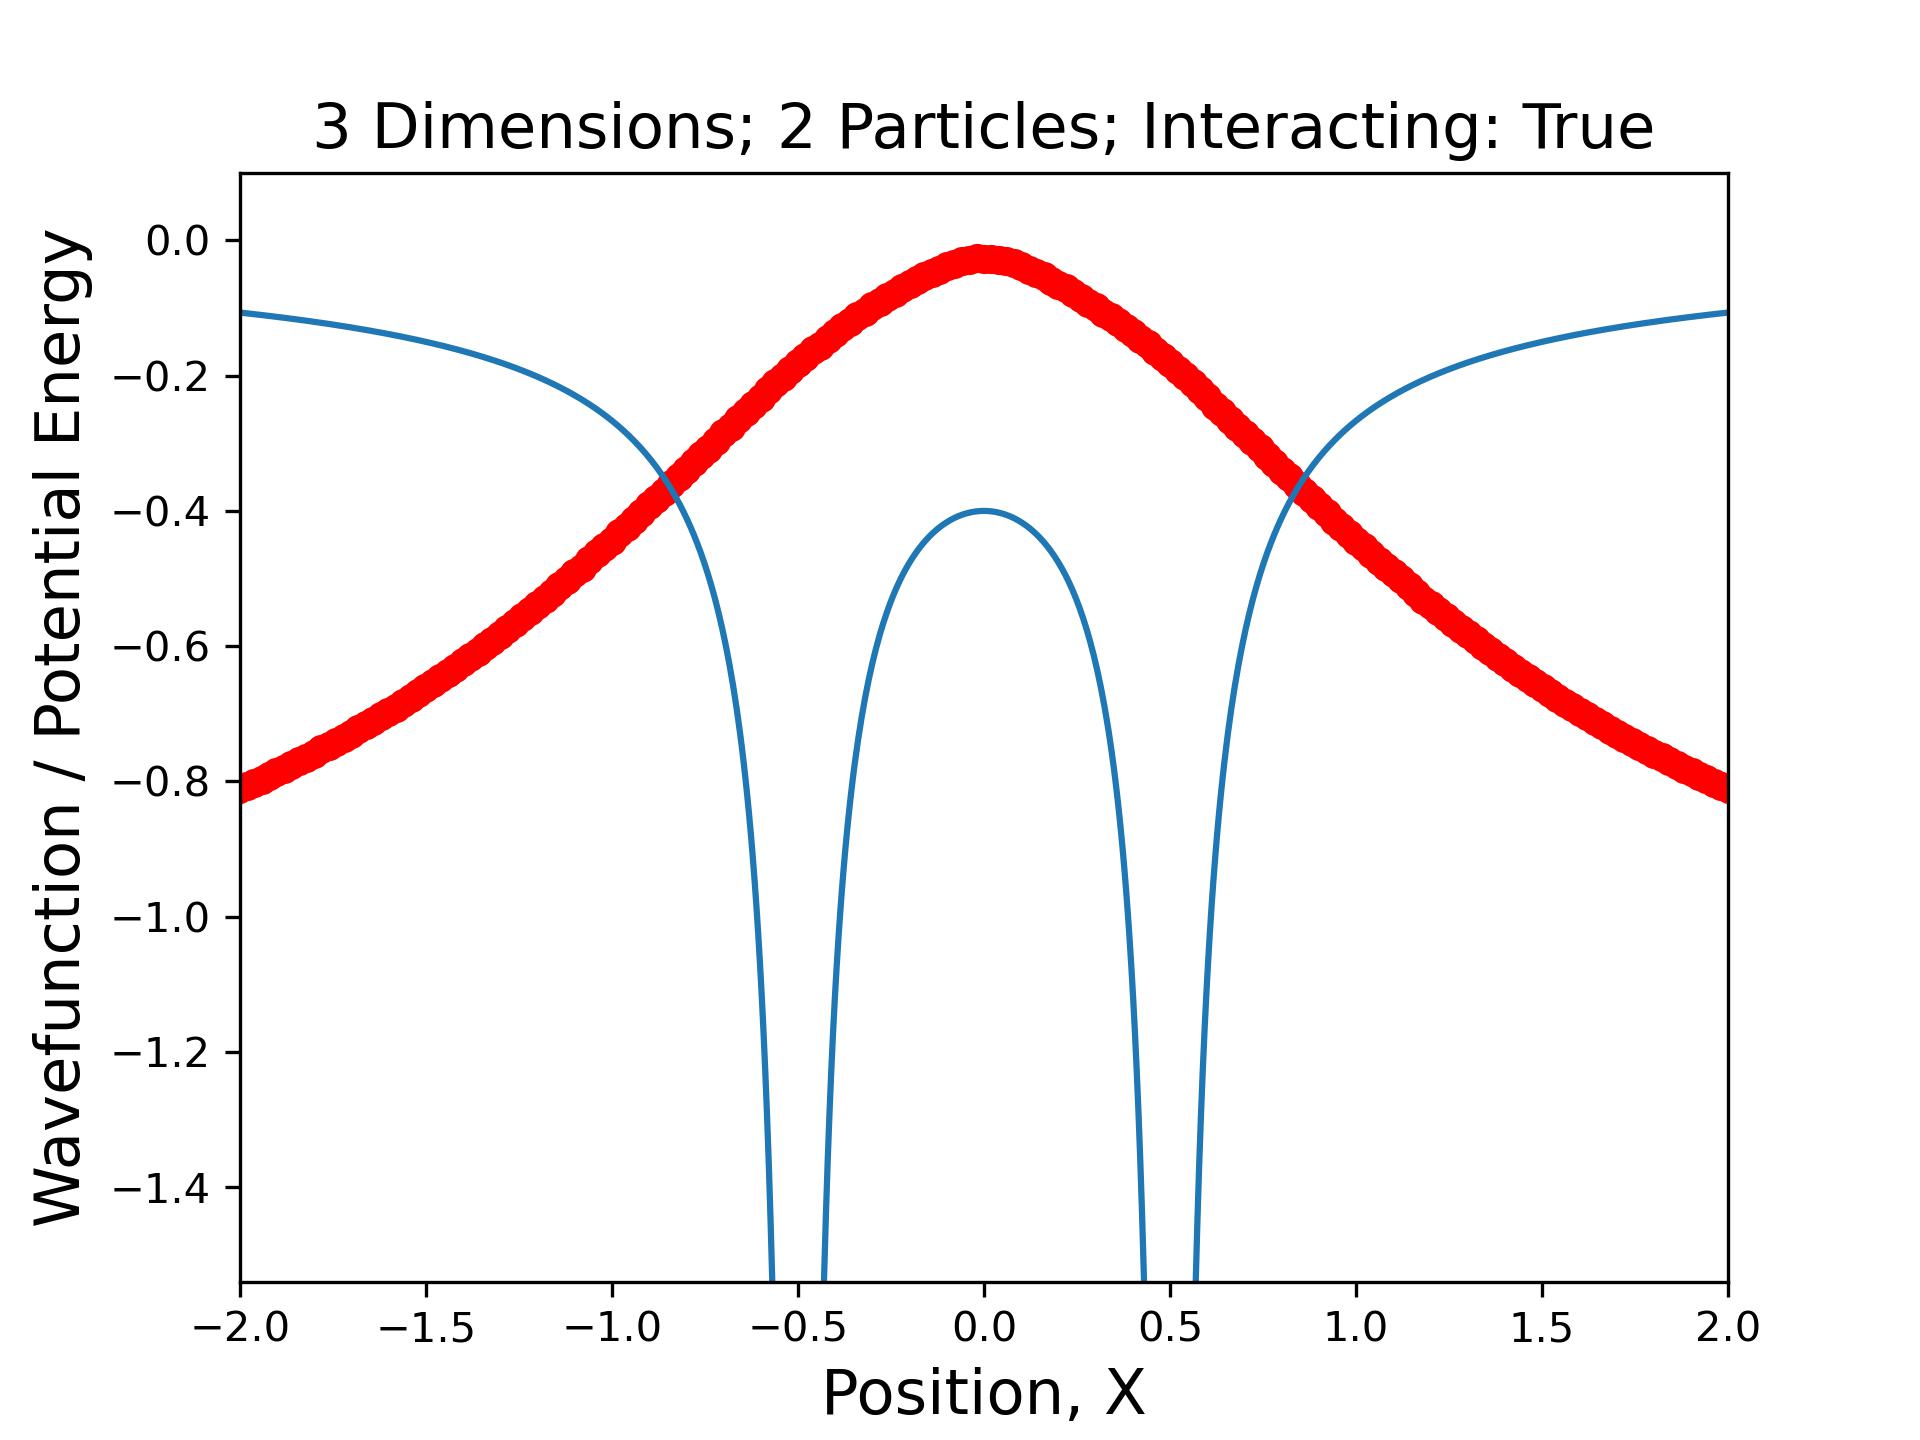 3 Dimensions; 2 Particles; Interacting: True
Wavefunction / Potential Energy
0.0
−0.2
−0.4
−0.6
−0.8
−1.0
−1.2
−1.4
−2.0 −1.5 −1.0 −0.5 0.0 0.5 1.0 1.5 2.0
Position, X